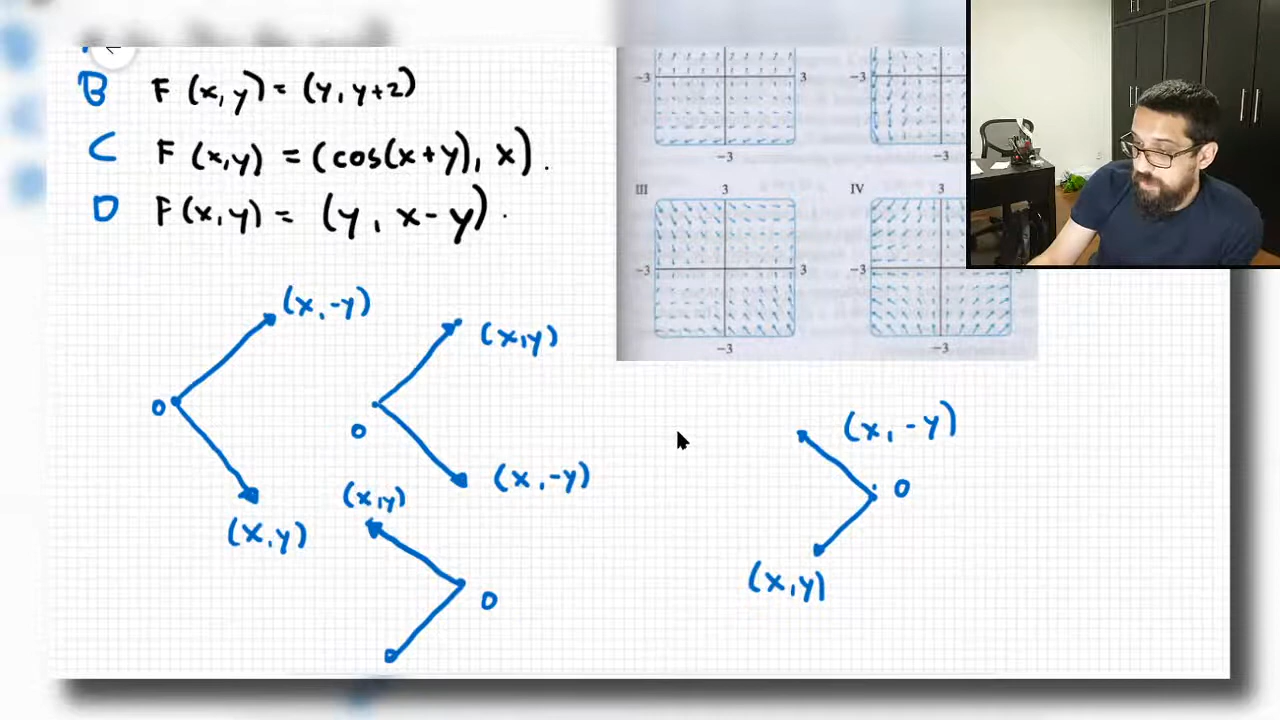 B F (x,y) = (y, y+2)
C F (x,y) = (cos(x+y), x) .
D F(x,y) = (y, x-y) .
-3 3 -3
-3 -3
III 3 IV 3
-3 3 -3 3
-3 -3
(x,-y)
(x,y)
0
0
(x,-y)
(x,y)
(x,y)
0
(x,-y)
0
(x,y)